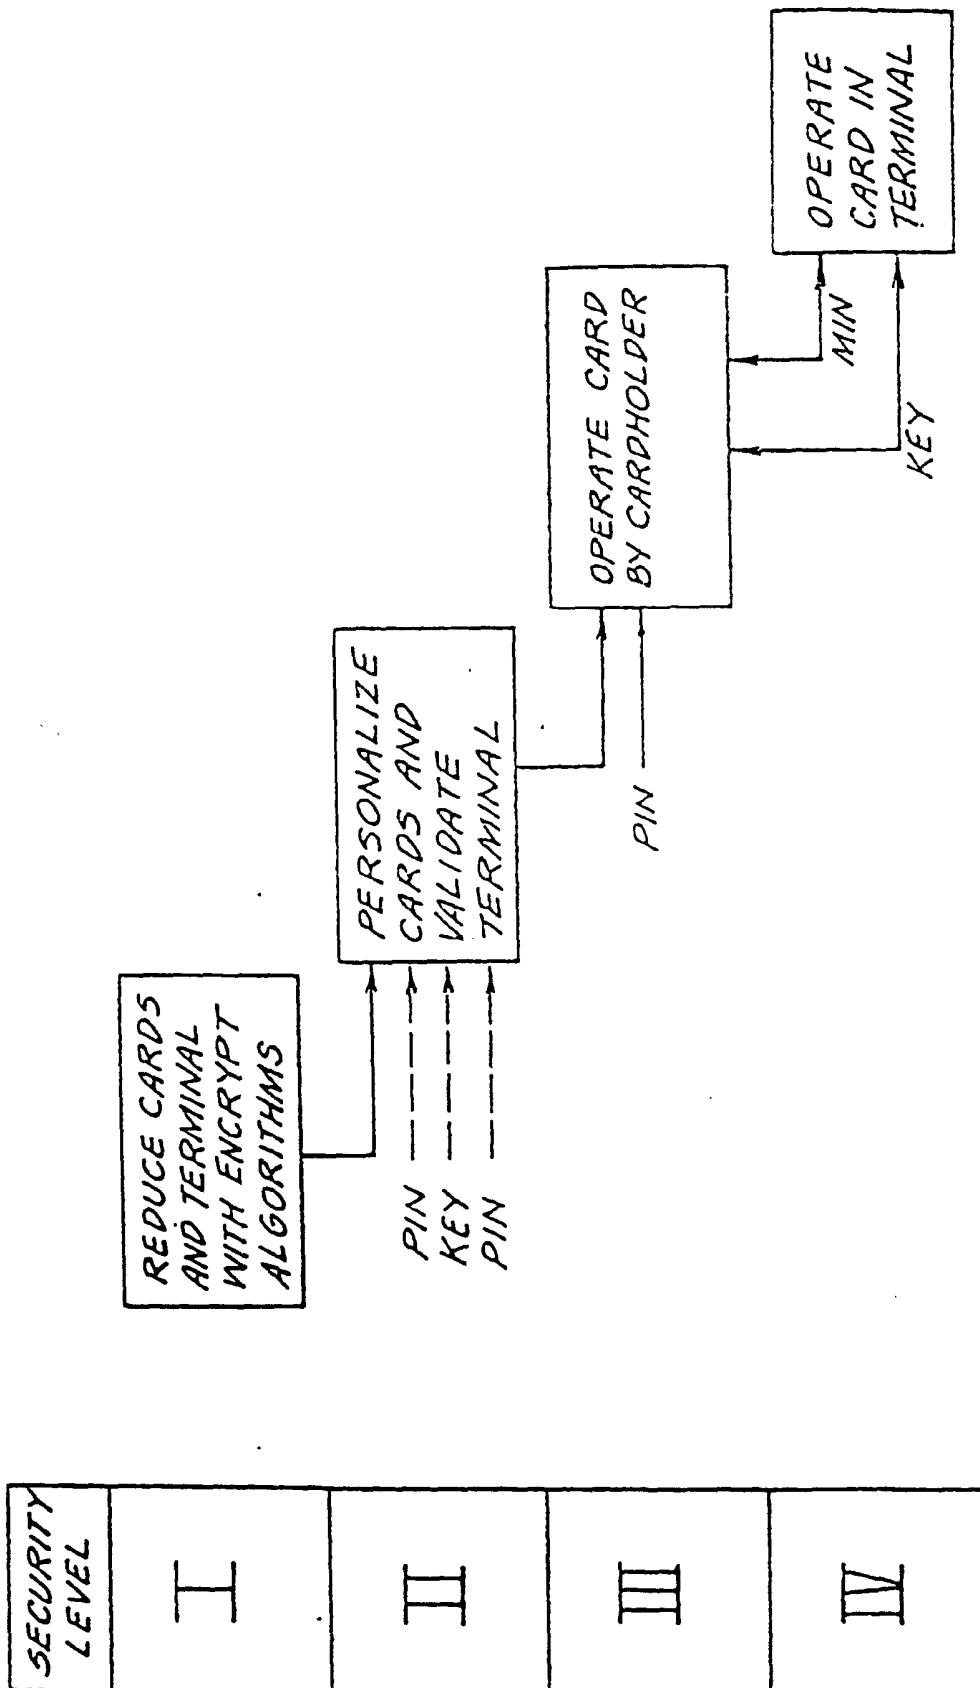 SECURITY
LEVEL
I
REDUCE CARDS
AND TERMINAL
WITH ENCRYPT
ALGORITHMS
II
PIN
KEY
PIN
PERSONALIZE
CARDS AND
VALIDATE
TERMINAL
III
PIN
OPERATE CARD
BY CARDHOLDER
IV
MIN
KEY
OPERATE
CARD IN
TERMINAL